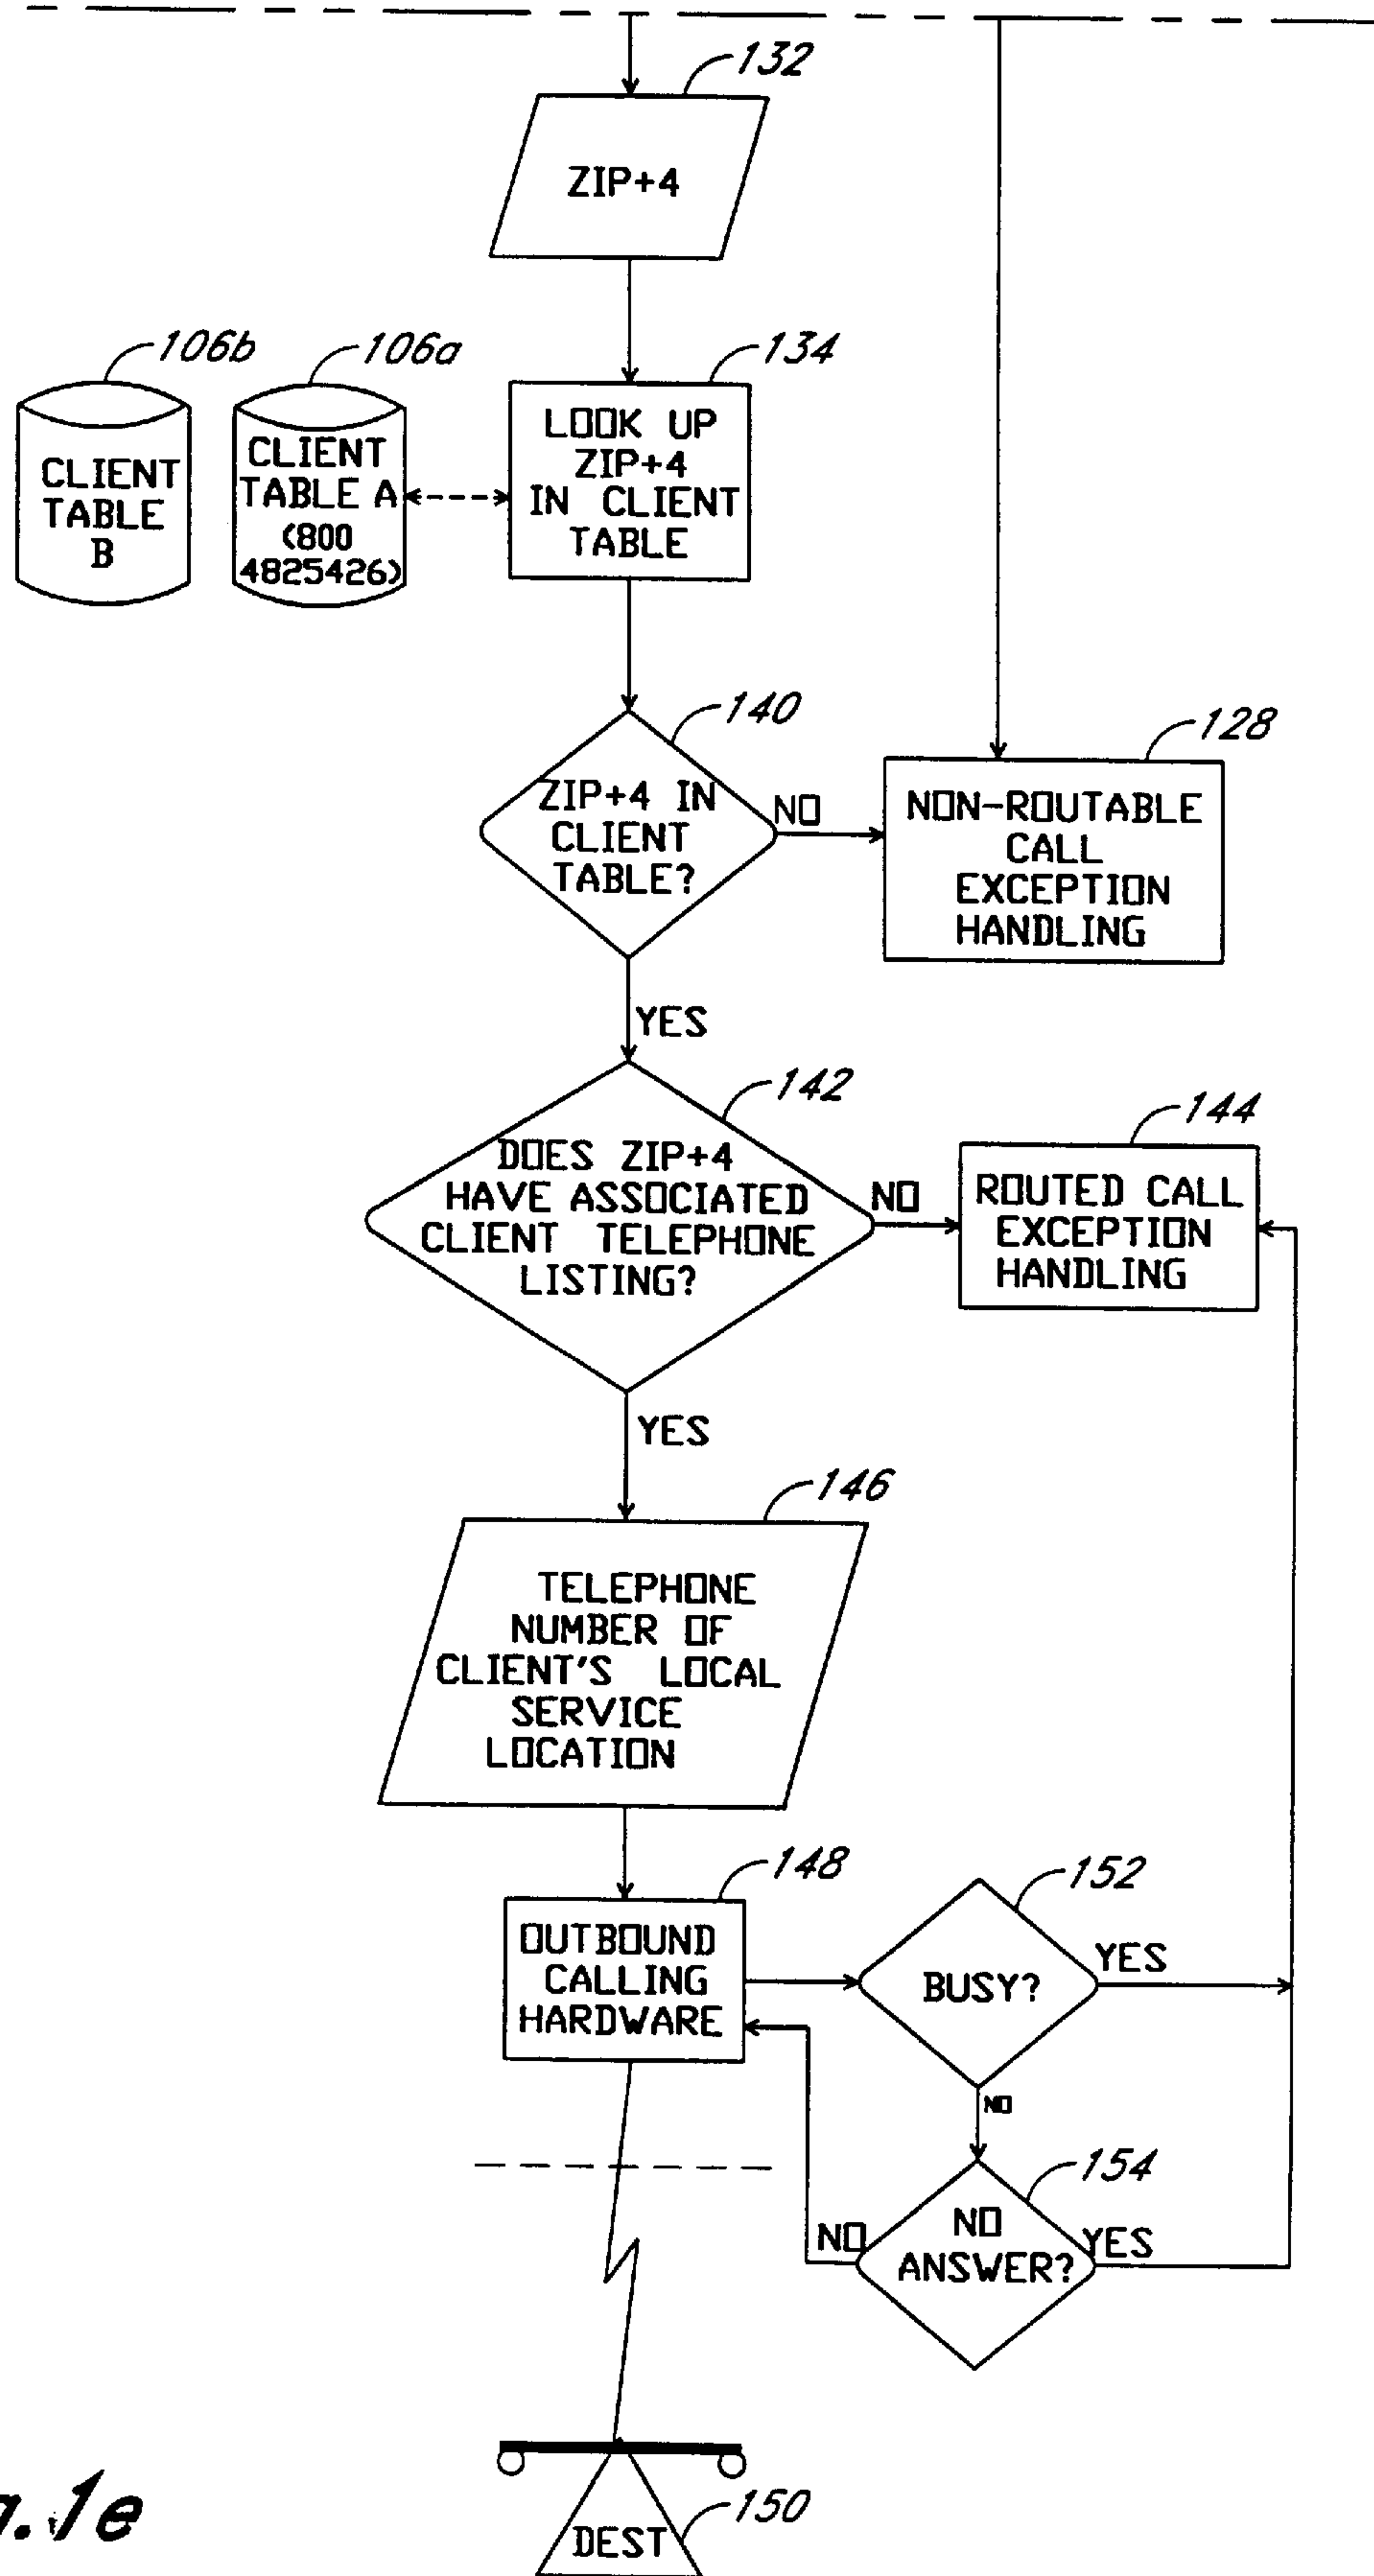 132
ZIP+4
106b
106a
134
CLIENT
TABLE
B
CLIENT
TABLE A
(800
4825426)
LOOK UP
ZIP+4
IN CLIENT
TABLE
140
128
ZIP+4 IN
CLIENT
TABLE?
NO
NON-ROUTABLE
CALL
EXCEPTION
HANDLING
YES
142
144
DOES ZIP+4
HAVE ASSOCIATED
CLIENT TELEPHONE
LISTING?
NO
ROUTED CALL
EXCEPTION
HANDLING
YES
146
TELEPHONE
NUMBER OF
CLIENT'S LOCAL
SERVICE
LOCATION
148
152
OUTBOUND
CALLING
HARDWARE
BUSY?
YES
NO
154
NO
NO
ANSWER?
YES
150
DEST
.1e